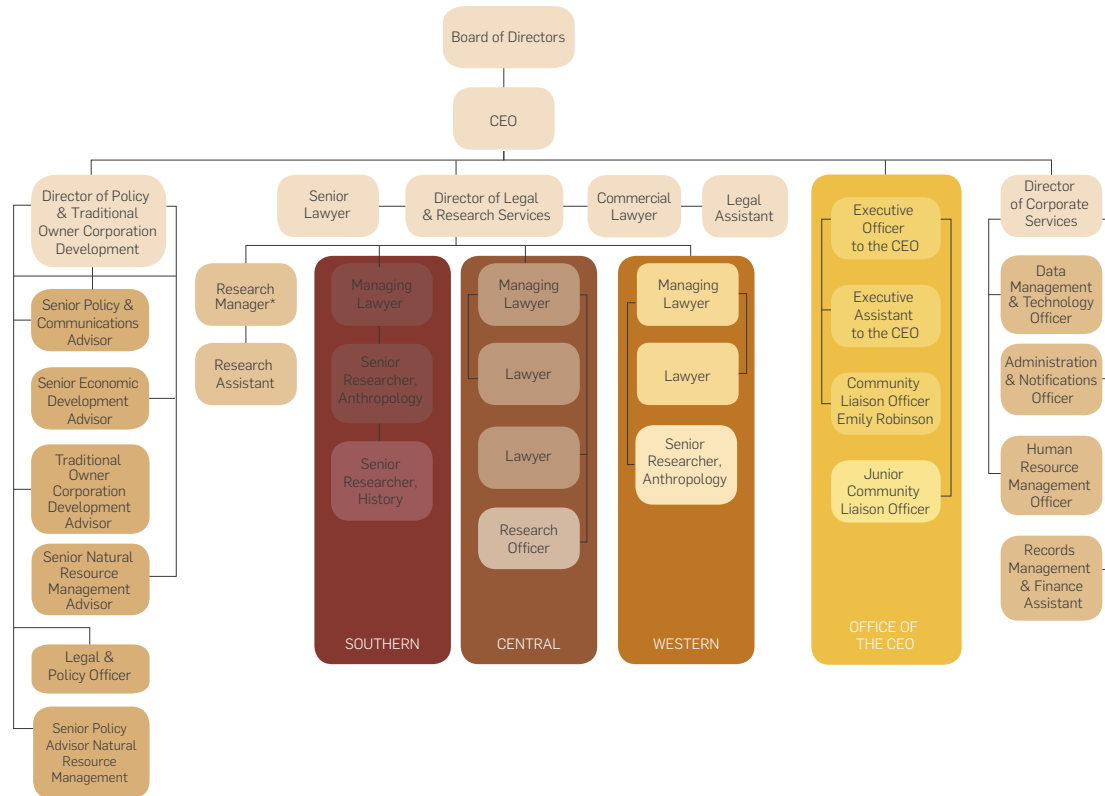 Board of Directors
CEO
Director of Policy
& Traditional
Owner Corporation
Development
Senior
Lawyer
Director of Legal
& Research Services
Commercial
Lawyer
Legal
Assistant
Director
of Corporate
Services
Senior Policy &
Communications
Advisor
Senior Economic
Development
Advisor
Traditional
Owner
Corporation
Development
Advisor
Senior Natural
Resource
Management
Advisor
Legal &
Policy Officer
Senior Policy
Advisor Natural
Resource
Management
Research
Manager*
Research
Assistant
Managing
Lawyer
Senior
Researcher,
Anthropology
Senior
Researcher,
History
SOUTHERN
Managing
Lawyer
Lawyer
Lawyer
Research
Officer
CENTRAL
Managing
Lawyer
Lawyer
Senior
Researcher,
Anthropology
WESTERN
Executive
Officer
to the CEO
Executive
Assistant
to the CEO
Community
Liaison Officer
Emily Robinson
Junior
Community
Liaison Officer
OFFICE OF
THE CEO
Data
Management
& Technology
Officer
Administration
& Notifications
Officer
Human
Resource
Management
Officer
Records
Management
& Finance
Assistant